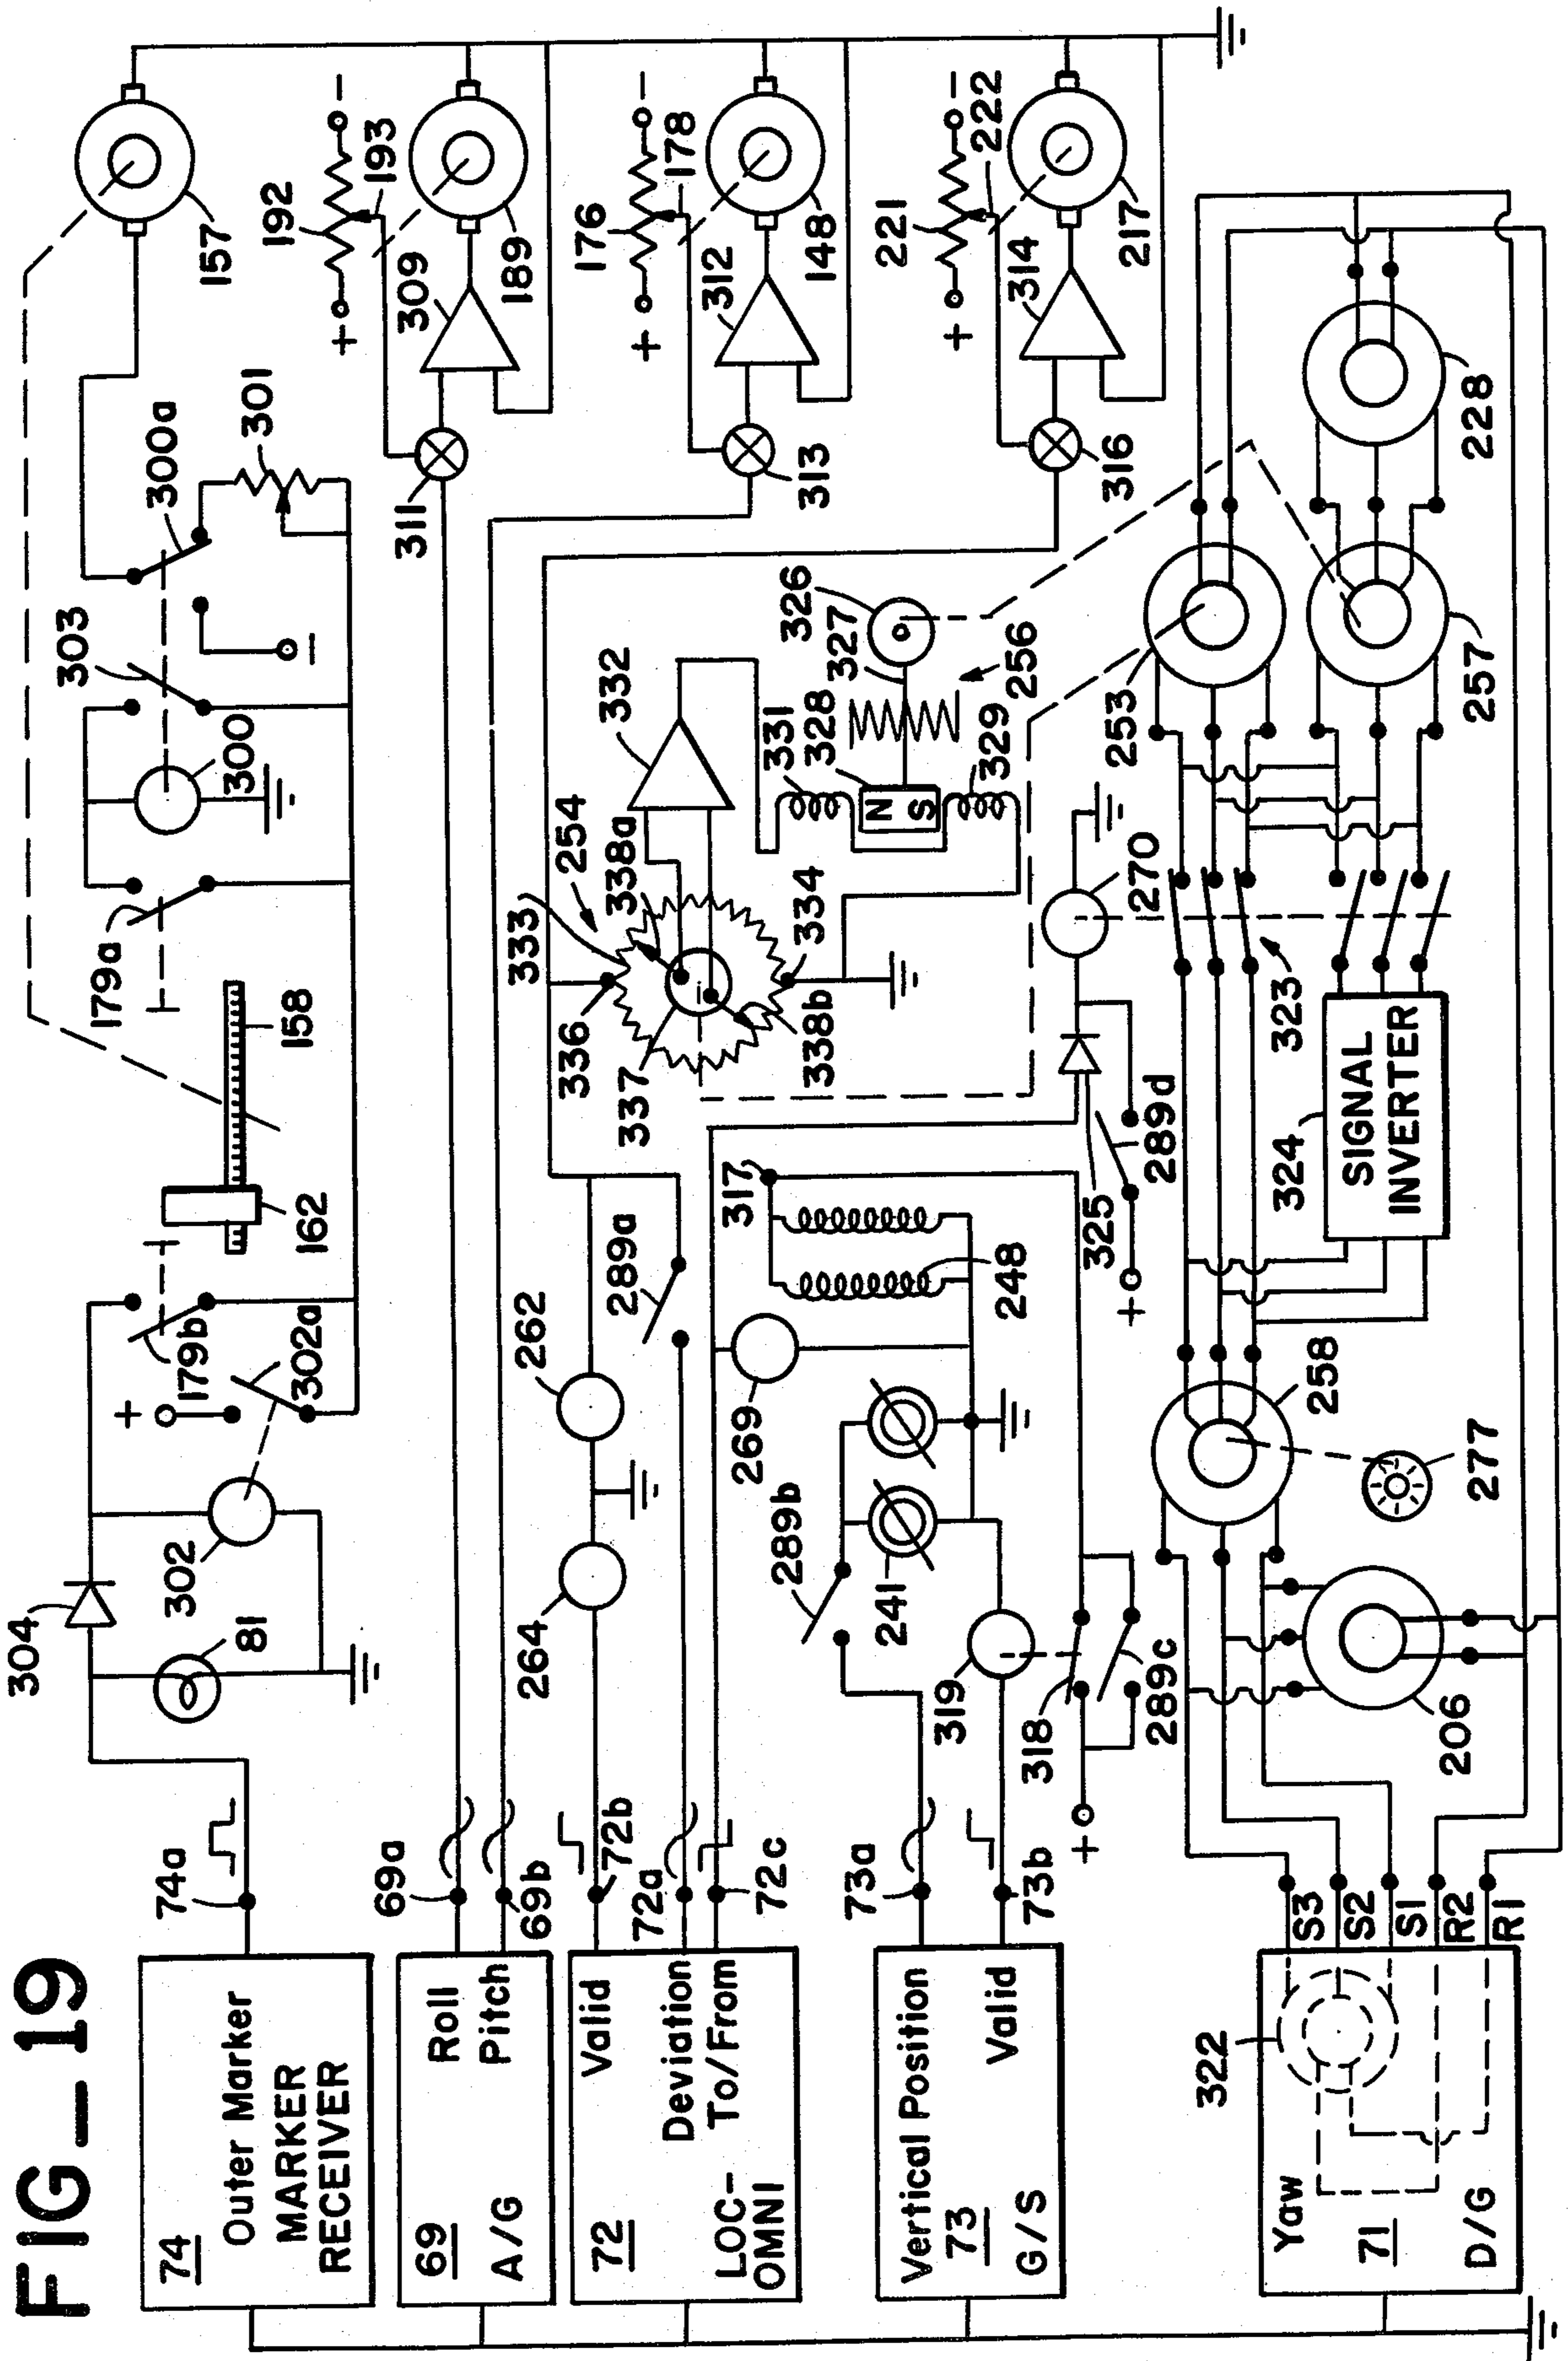 FIG_19
74
Outer Marker
MARKER
RECEIVER
74a
304
81
302
+
179b
302a
162
158
179a
300
303
300a
301
−
157
69
Roll
Pitch
A/G
69a
69b
311
309
192
193
+
−
189
72
Valid
Deviation
To/From
LOC-
OMNI
72b
72a
72c
264
262
289a
313
312
176
178
+
−
148
336
333
254
337
338a
338b
334
332
331
328
N
S
329
327
326
256
316
314
221
222
+
−
217
73
Vertical Position
Valid
G/S
73a
73b
289b
241
269
248
317
319
318
289c
+
325
289d
+
270
Yaw
71
D/G
322
S3
S2
S1
R2
R1
206
258
277
324
SIGNAL
INVERTER
323
253
257
228